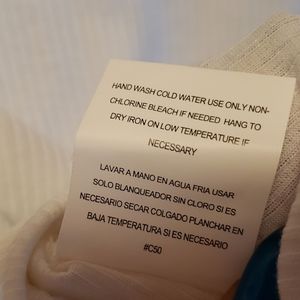 HAND WASH COLD WATER USE ONLY NON-
CHLORINE BLEACH IF NEEDED HANG TO
DRY IRON ON LOW TEMPERATURE IF
NECESSARY
LAVAR A MANO EN AGUA FRIA USAR
SOLO BLANQUEADOR SIN CLORO SI ES
NECESARIO SECAR COLGADO PLANCHAR EN
BAJA TEMPERATURA SI ES NECESARIO
#C50